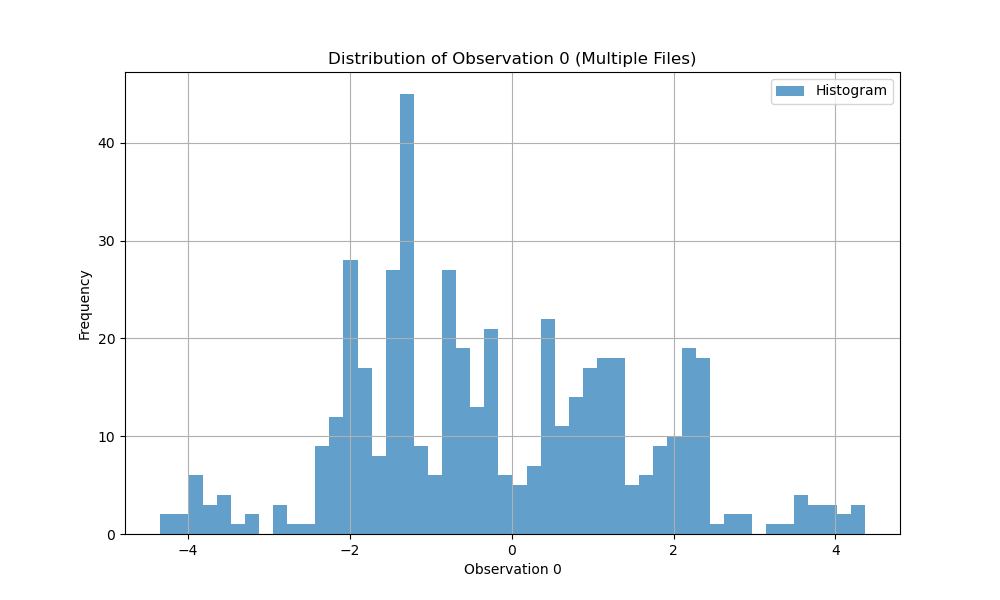 Distribution of Observation 0 (Multiple Files)
Histogram
Frequency
40
30
20
10
0
−4
−2
0
2
4
Observation 0